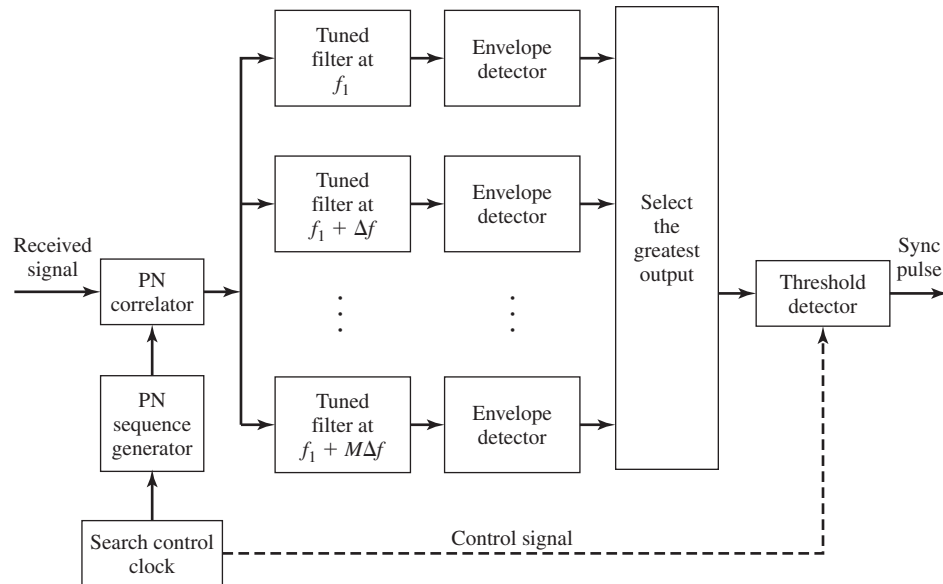 Tuned
filter at
f₁
Envelope
detector
Tuned
filter at
f₁ + Δf
Envelope
detector
Select
the
greatest
output
Received
signal
PN
correlator
Sync
pulse
Threshold
detector
PN
sequence
generator
Tuned
filter at
f₁ + MΔf
Envelope
detector
Search control
clock
Control signal